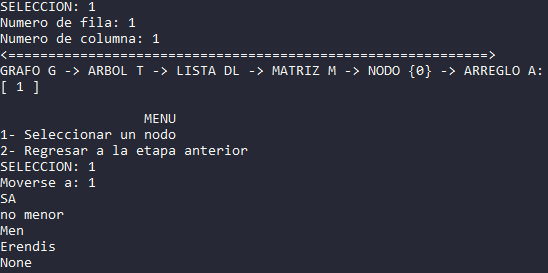 SELECCION: 1
Numero de fila: 1
Numero de columna: 1
<============================================================>
GRAFO G -> ARBOL T -> LISTA DL -> MATRIZ M -> NODO {0} -> ARREGLO A:
[ 1 ]
MENU
1- Seleccionar un nodo
2- Regresar a la etapa anterior
SELECCION: 1
Moverse a: 1
SA
no menor
Men
Erendis
None